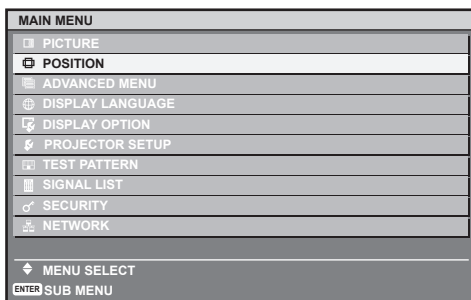 MAIN MENU
PICTURE
POSITION
ADVANCED MENU
DISPLAY LANGUAGE
DISPLAY OPTION
PROJECTOR SETUP
TEST PATTERN
SIGNAL LIST
SECURITY
NETWORK
MENU SELECT
ENTER SUB MENU